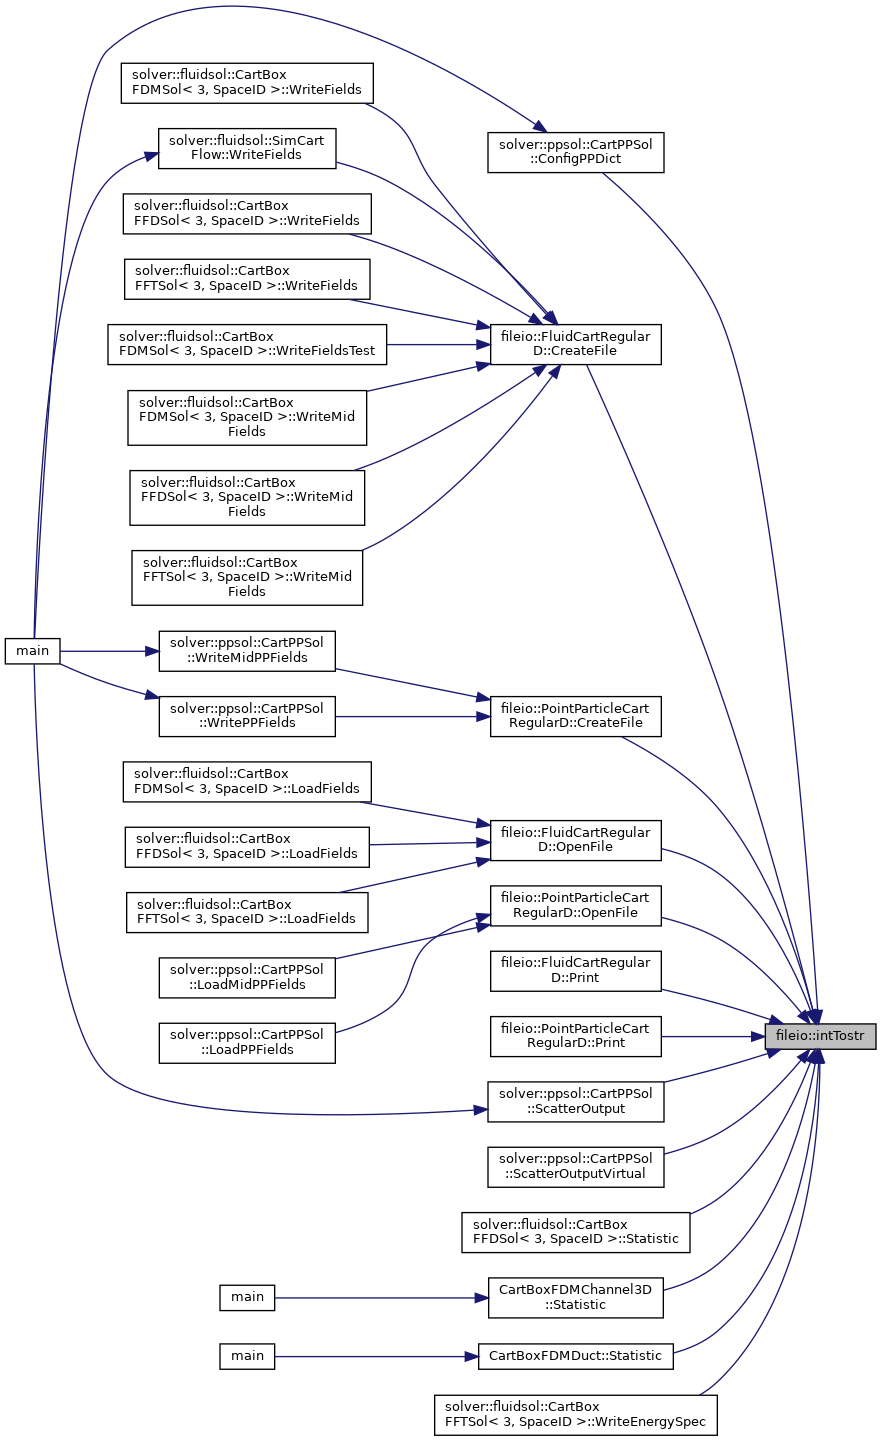 solver::fluidsol::CartBox
FDMSol< 3, SpaceID >::WriteFields
solver::fluidsol::SimCart
Flow::WriteFields
solver::ppsol::CartPPSol
::ConfigPPDict
solver::fluidsol::CartBox
FFDSol< 3, SpaceID >::WriteFields
solver::fluidsol::CartBox
FFTSol< 3, SpaceID >::WriteFields
solver::fluidsol::CartBox
FDMSol< 3, SpaceID >::WriteFieldsTest
fileio::FluidCartRegular
D::CreateFile
solver::fluidsol::CartBox
FDMSol< 3, SpaceID >::WriteMid
Fields
solver::fluidsol::CartBox
FFDSol< 3, SpaceID >::WriteMid
Fields
solver::fluidsol::CartBox
FFTSol< 3, SpaceID >::WriteMid
Fields
main
solver::ppsol::CartPPSol
::WriteMidPPFields
solver::ppsol::CartPPSol
::WritePPFields
fileio::PointParticleCart
RegularD::CreateFile
solver::fluidsol::CartBox
FDMSol< 3, SpaceID >::LoadFields
solver::fluidsol::CartBox
FFDSol< 3, SpaceID >::LoadFields
fileio::FluidCartRegular
D::OpenFile
solver::fluidsol::CartBox
FFTSol< 3, SpaceID >::LoadFields
fileio::PointParticleCart
RegularD::OpenFile
solver::ppsol::CartPPSol
::LoadMidPPFields
fileio::FluidCartRegular
D::Print
solver::ppsol::CartPPSol
::LoadPPFields
fileio::PointParticleCart
RegularD::Print
fileio::intTostr
solver::ppsol::CartPPSol
::ScatterOutput
solver::ppsol::CartPPSol
::ScatterOutputVirtual
solver::fluidsol::CartBox
FFDSol< 3, SpaceID >::Statistic
main
CartBoxFDMChannel3D
::Statistic
main
CartBoxFDMDuct::Statistic
solver::fluidsol::CartBox
FFTSol< 3, SpaceID >::WriteEnergySpec